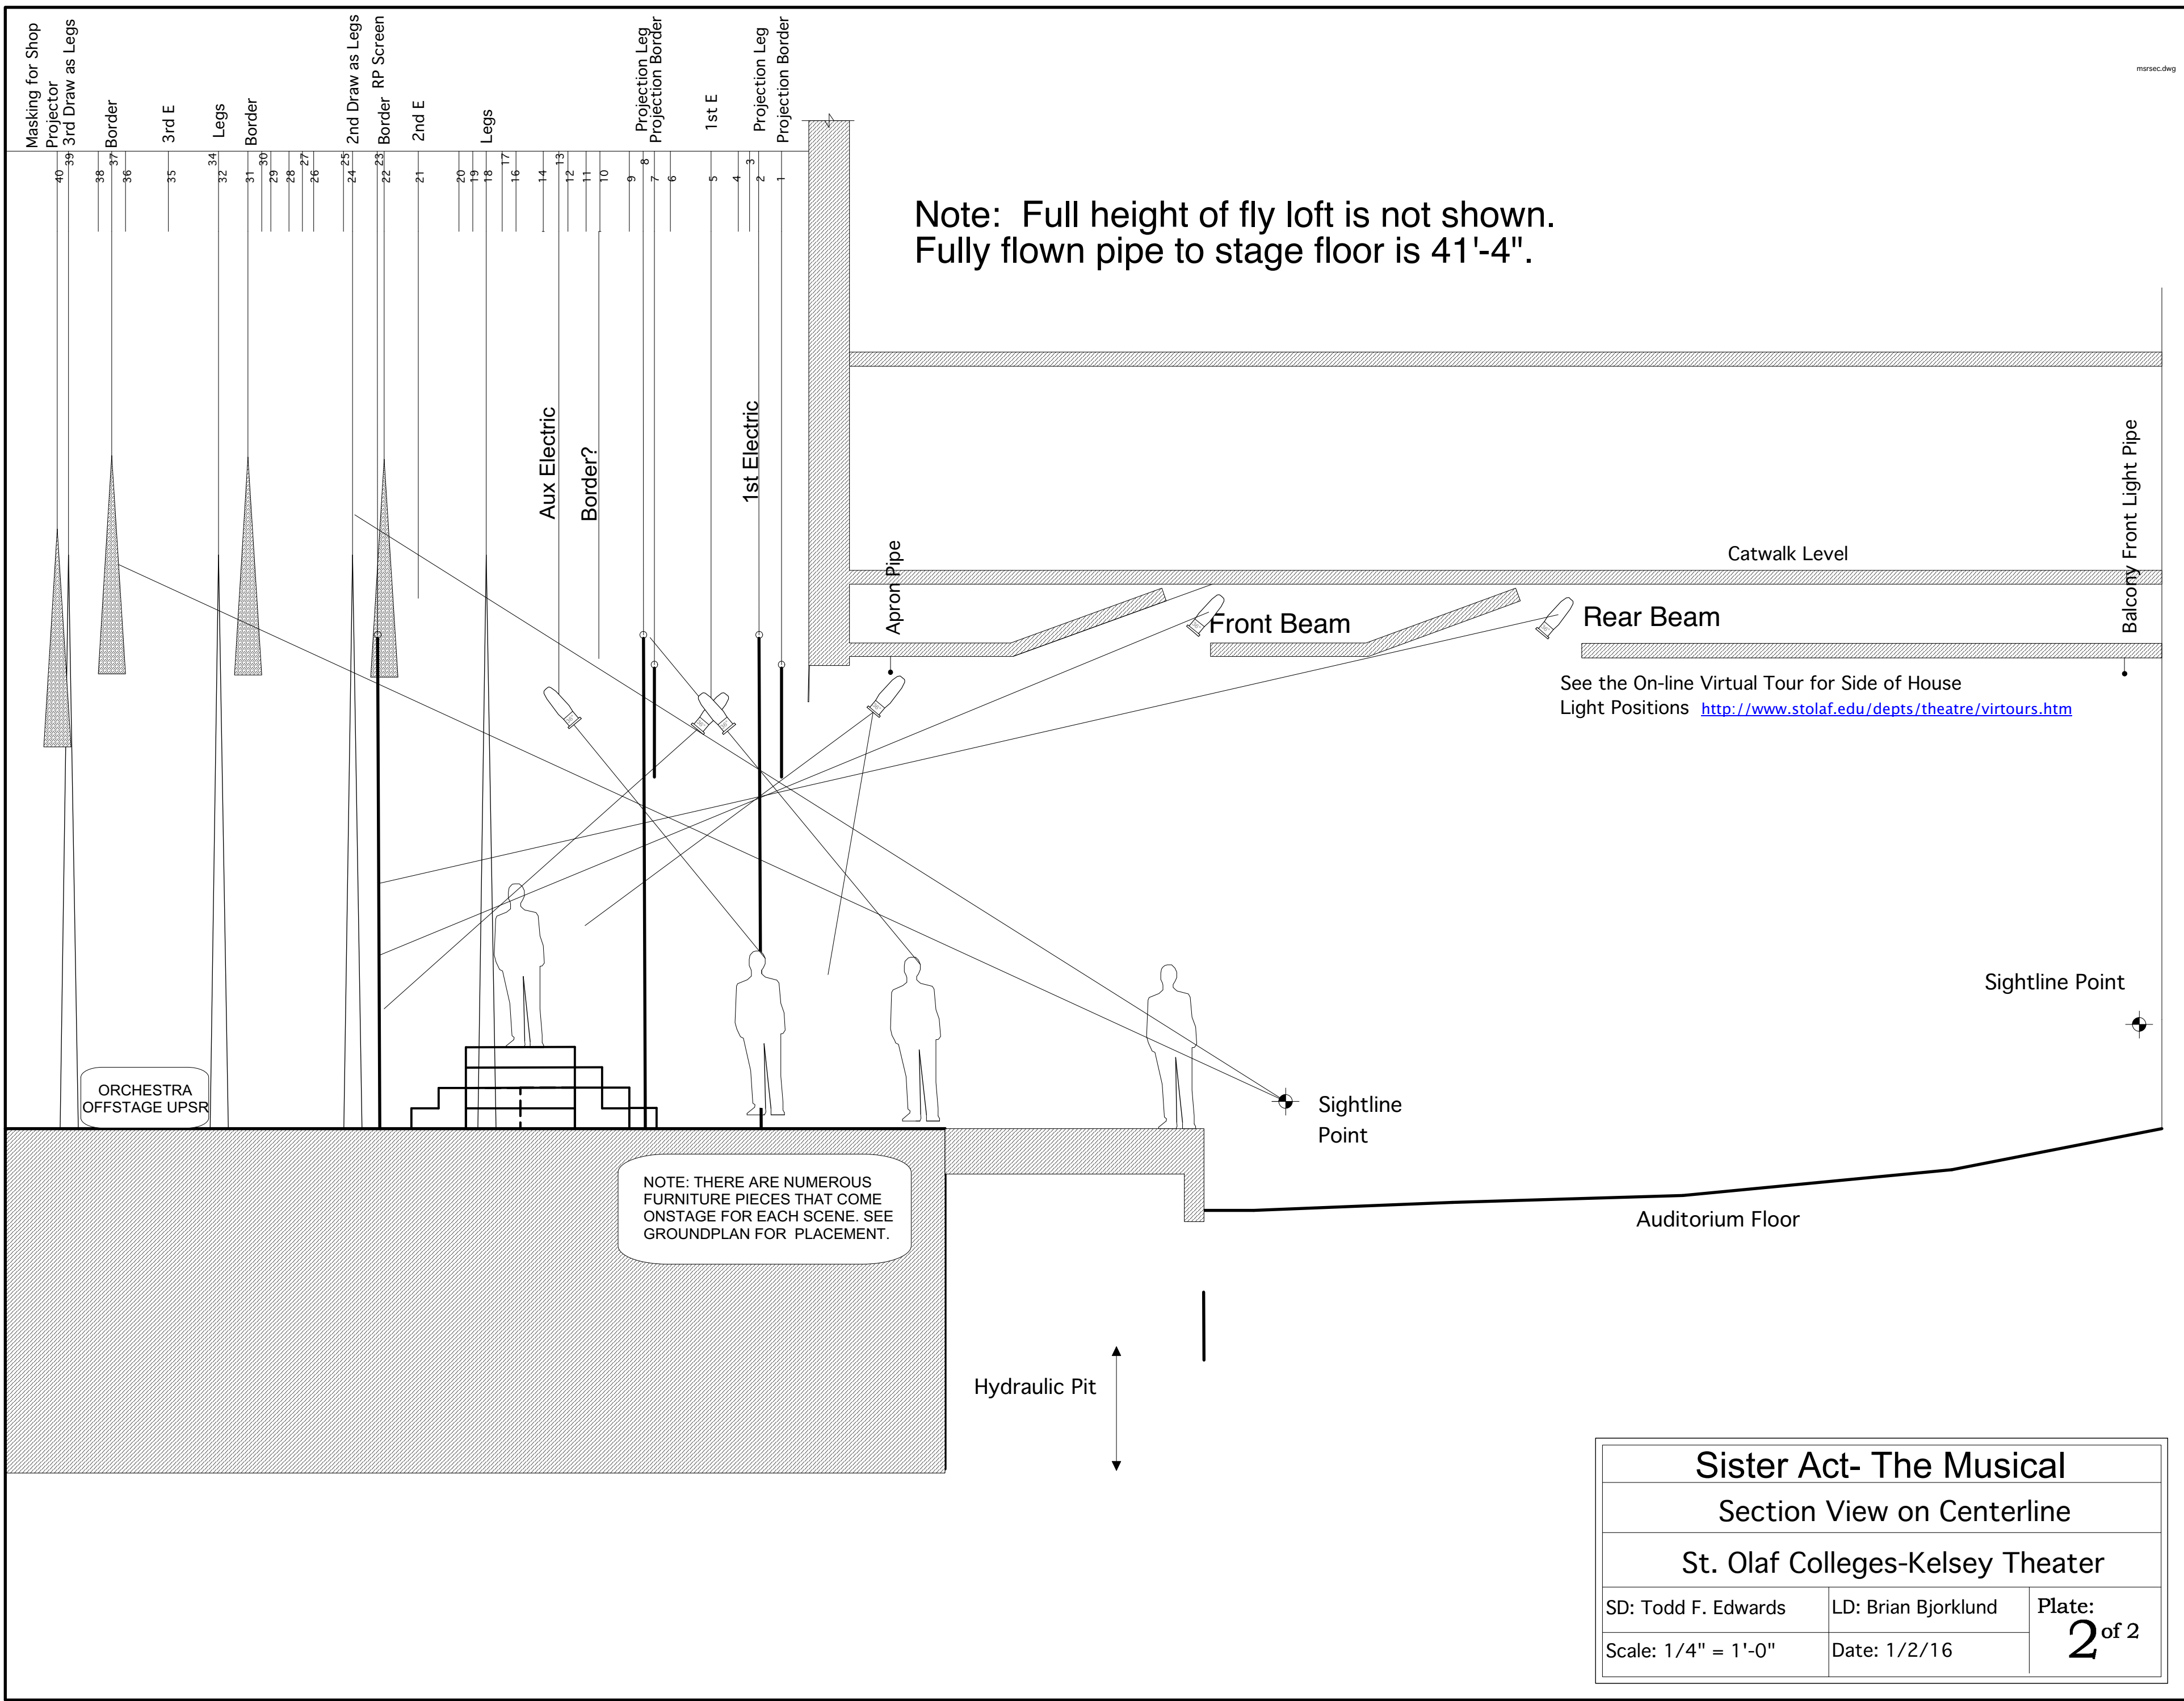 msrsec.dwg
Masking for Shop
Projector
3rd Draw as Legs
Border
3rd E
Legs
Border
2nd Draw as Legs
Border
RP Screen
2nd E
Legs
Projection Leg
Projection Border
1st E
Projection Leg
Projection Border
40
39
38
37
36
35
34
32
31
30
29
28
27
26
25
24
23
22
21
20
19
18
17
16
14
13
12
11
10
9
8
7
6
5
4
3
2
1
Note: Full height of fly loft is not shown.
Fully flown pipe to stage floor is 41'-4".
Aux Electric
Border?
1st Electric
Apron Pipe
Catwalk Level
Balcony Front Light Pipe
Front Beam
Rear Beam
See the On-line Virtual Tour for Side of House
Light Positions http://www.stolaf.edu/depts/theatre/virtours.htm
Sightline Point
Sightline
Point
ORCHESTRA
OFFSTAGE UPSR
NOTE: THERE ARE NUMEROUS
FURNITURE PIECES THAT COME
ONSTAGE FOR EACH SCENE. SEE
GROUNDPLAN FOR PLACEMENT.
Auditorium Floor
Hydraulic Pit
Sister Act- The Musical
Section View on Centerline
St. Olaf Colleges-Kelsey Theater
SD: Todd F. Edwards
LD: Brian Bjorklund
Plate:
2 of 2
Scale: 1/4" = 1'-0"
Date: 1/2/16